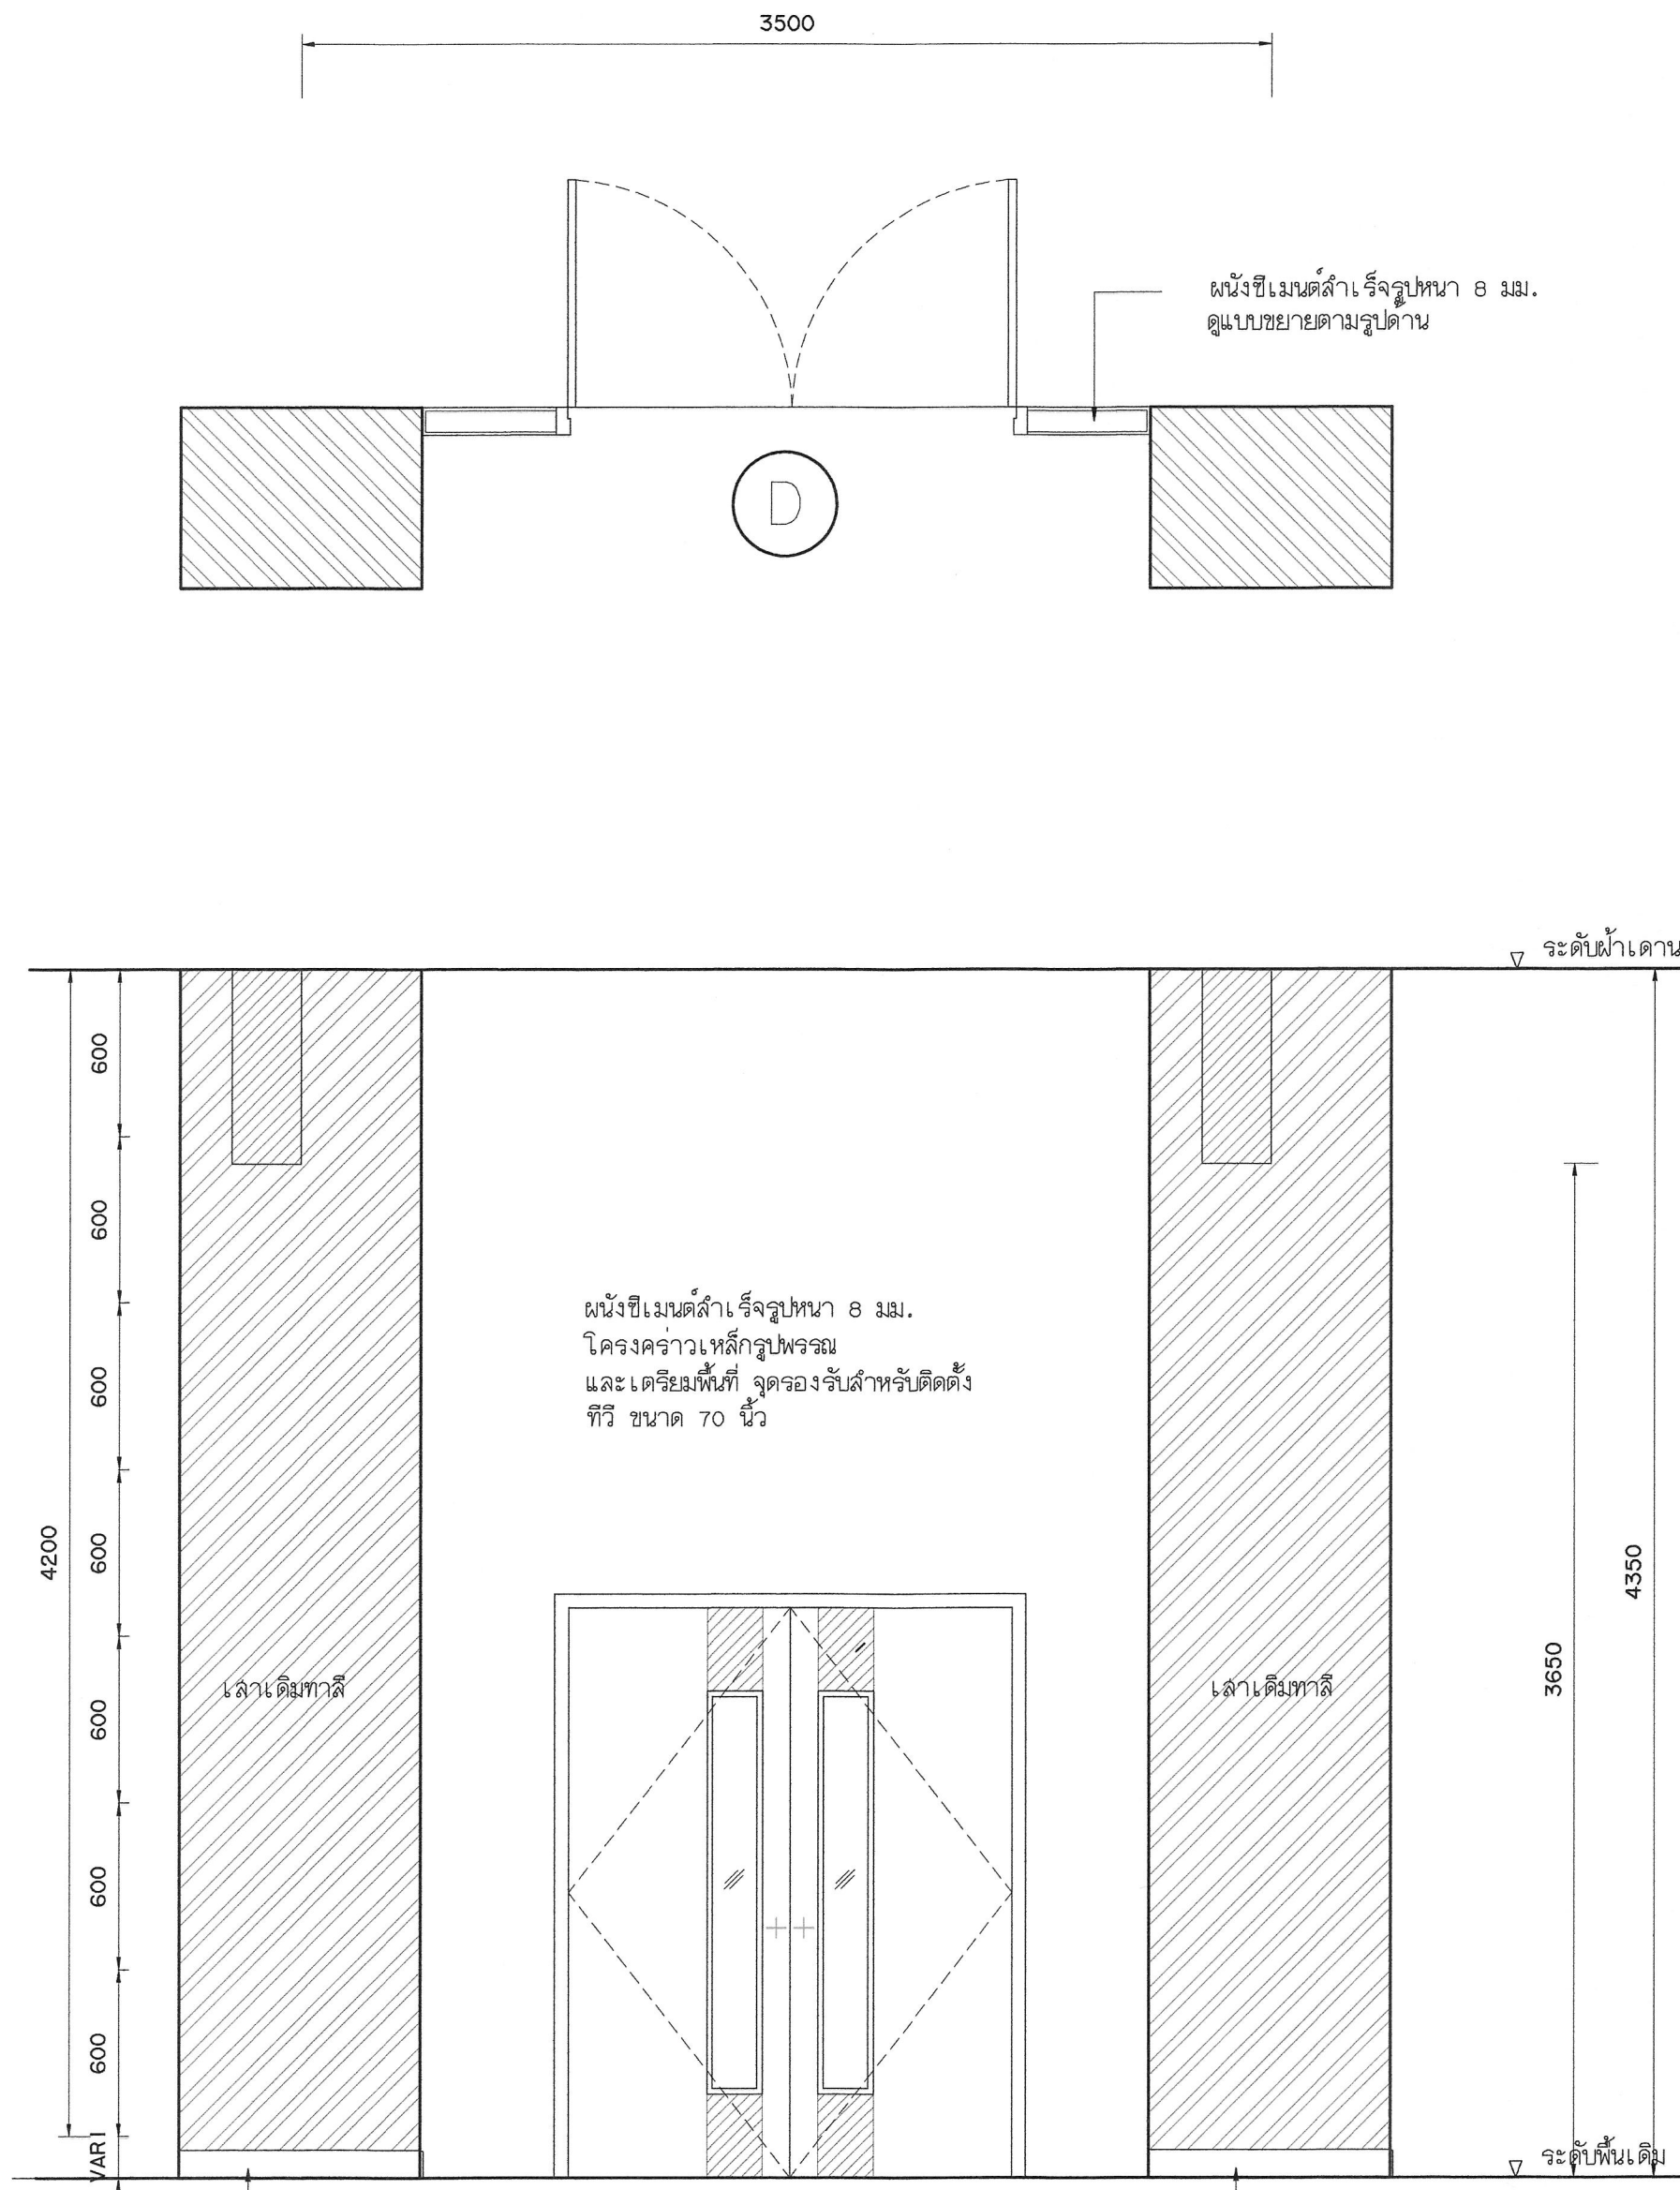 3500
ผนังซีเมนต์สำเร็จรูปหนา 8 มม.
ดูแบบขยายตามรูปด้าน
D
ระดับฝ้าเดาน
600
600
600
600
600
600
600
VARI
4200
ผนังซีเมนต์สำเร็จรูปหนา 8 มม.
โครงคร่าวเหล็กรูปพรรณ
และเตรียมพื้นที่ จุดรองรับสำหรับติดตั้ง
ทีวี ขนาด 70 นิ้ว
เสาเดิมทาสี
เสาเดิมทาสี
3650
4350
ระดับพื้นเดิม